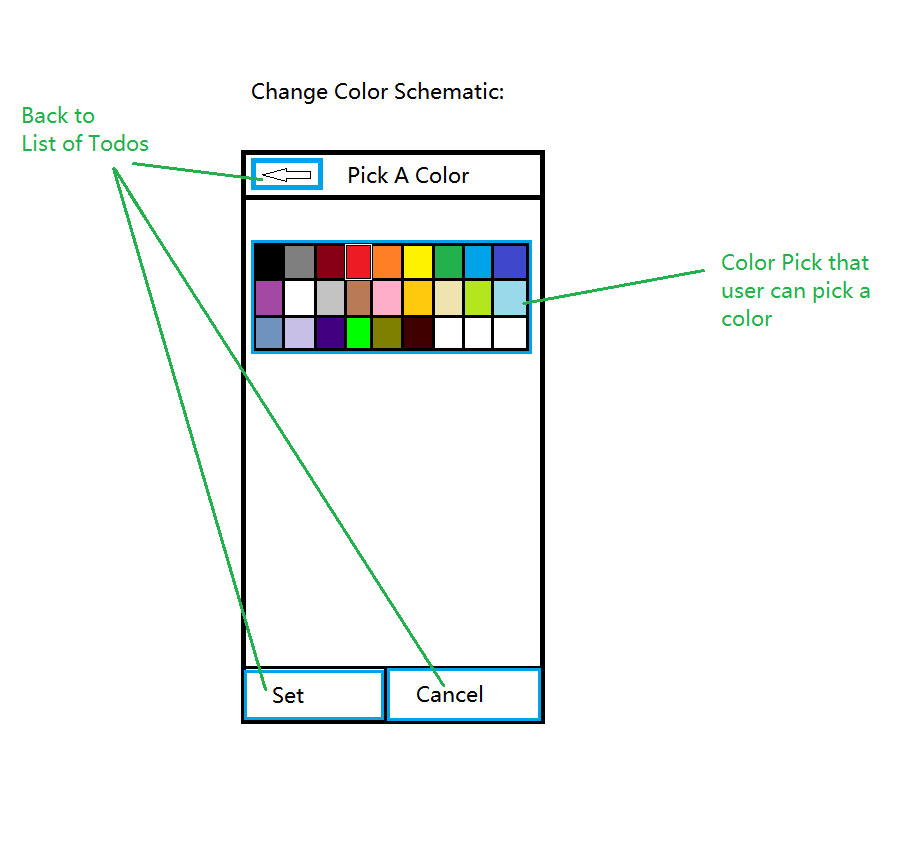 Change Color Schematic:
Back to
List of Todos
Pick A Color
Color Pick that
user can pick a
color
Set
Cancel